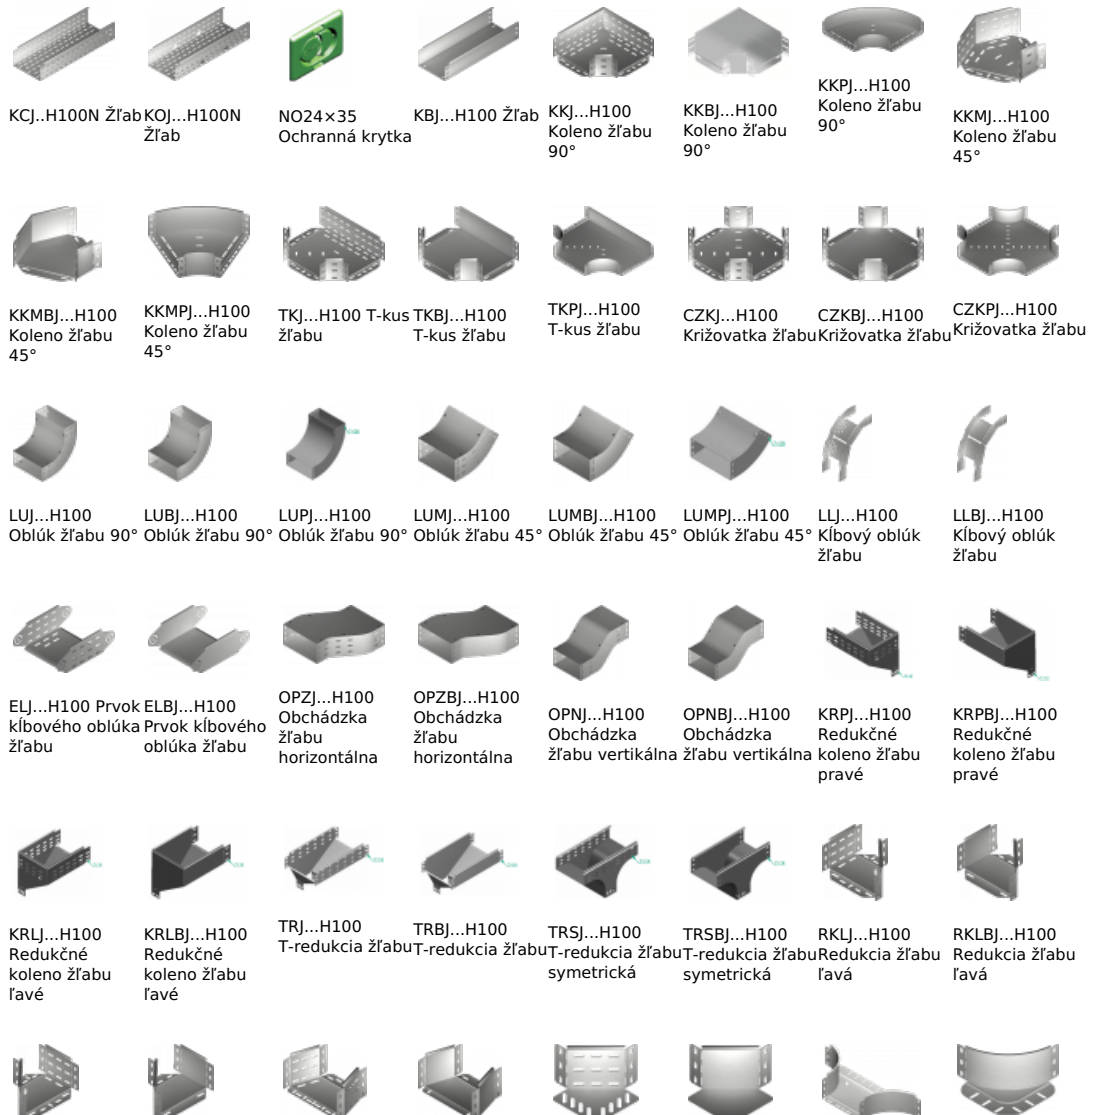 KCJ..H100N Žľab
KOJ...H100N
Žľab
NO24×35
Ochranná krytka
KBJ...H100 Žľab
KKJ...H100
Koleno žľabu
90°
KKBJ...H100
Koleno žľabu
90°
KKPJ...H100
Koleno žľabu
90°
KKMJ...H100
Koleno žľabu
45°
KKMBJ...H100
Koleno žľabu
45°
KKMPJ...H100
Koleno žľabu
45°
TKJ...H100 T-kus
žľabu
TKBJ...H100
T-kus žľabu
TKPJ...H100
T-kus žľabu
CZKJ...H100
Križovatka žľabu
CZKBJ...H100
Križovatka žľabu
CZKPJ...H100
Križovatka žľabu
LUJ...H100
Oblúk žľabu 90°
LUBJ...H100
Oblúk žľabu 90°
LUPJ...H100
Oblúk žľabu 90°
LUMJ...H100
Oblúk žľabu 45°
LUMBJ...H100
Oblúk žľabu 45°
LUMPJ...H100
Oblúk žľabu 45°
LLJ...H100
Kĺbový oblúk
žľabu
LLBJ...H100
Kĺbový oblúk
žľabu
ELJ...H100 Prvok
kĺbového oblúka
žľabu
ELBJ...H100
Prvok kĺbového
oblúka žľabu
OPZJ...H100
Obchádzka
žľabu
horizontálna
OPZBJ...H100
Obchádzka
žľabu
horizontálna
OPNJ...H100
Obchádzka
žľabu vertikálna
OPNBJ...H100
Obchádzka
žľabu vertikálna
KRPJ...H100
Redukčné
koleno žľabu
pravé
KRPBJ...H100
Redukčné
koleno žľabu
pravé
KRLJ...H100
Redukčné
koleno žľabu
ľavé
KRLBJ...H100
Redukčné
koleno žľabu
ľavé
TRJ...H100
T-redukcia žľabu
TRBJ...H100
T-redukcia žľabu
TRSJ...H100
T-redukcia žľabu
symetrická
TRSBJ...H100
T-redukcia žľabu
symetrická
RKLJ...H100
Redukcia žľabu
ľavá
RKLBJ...H100
Redukcia žľabu
ľavá